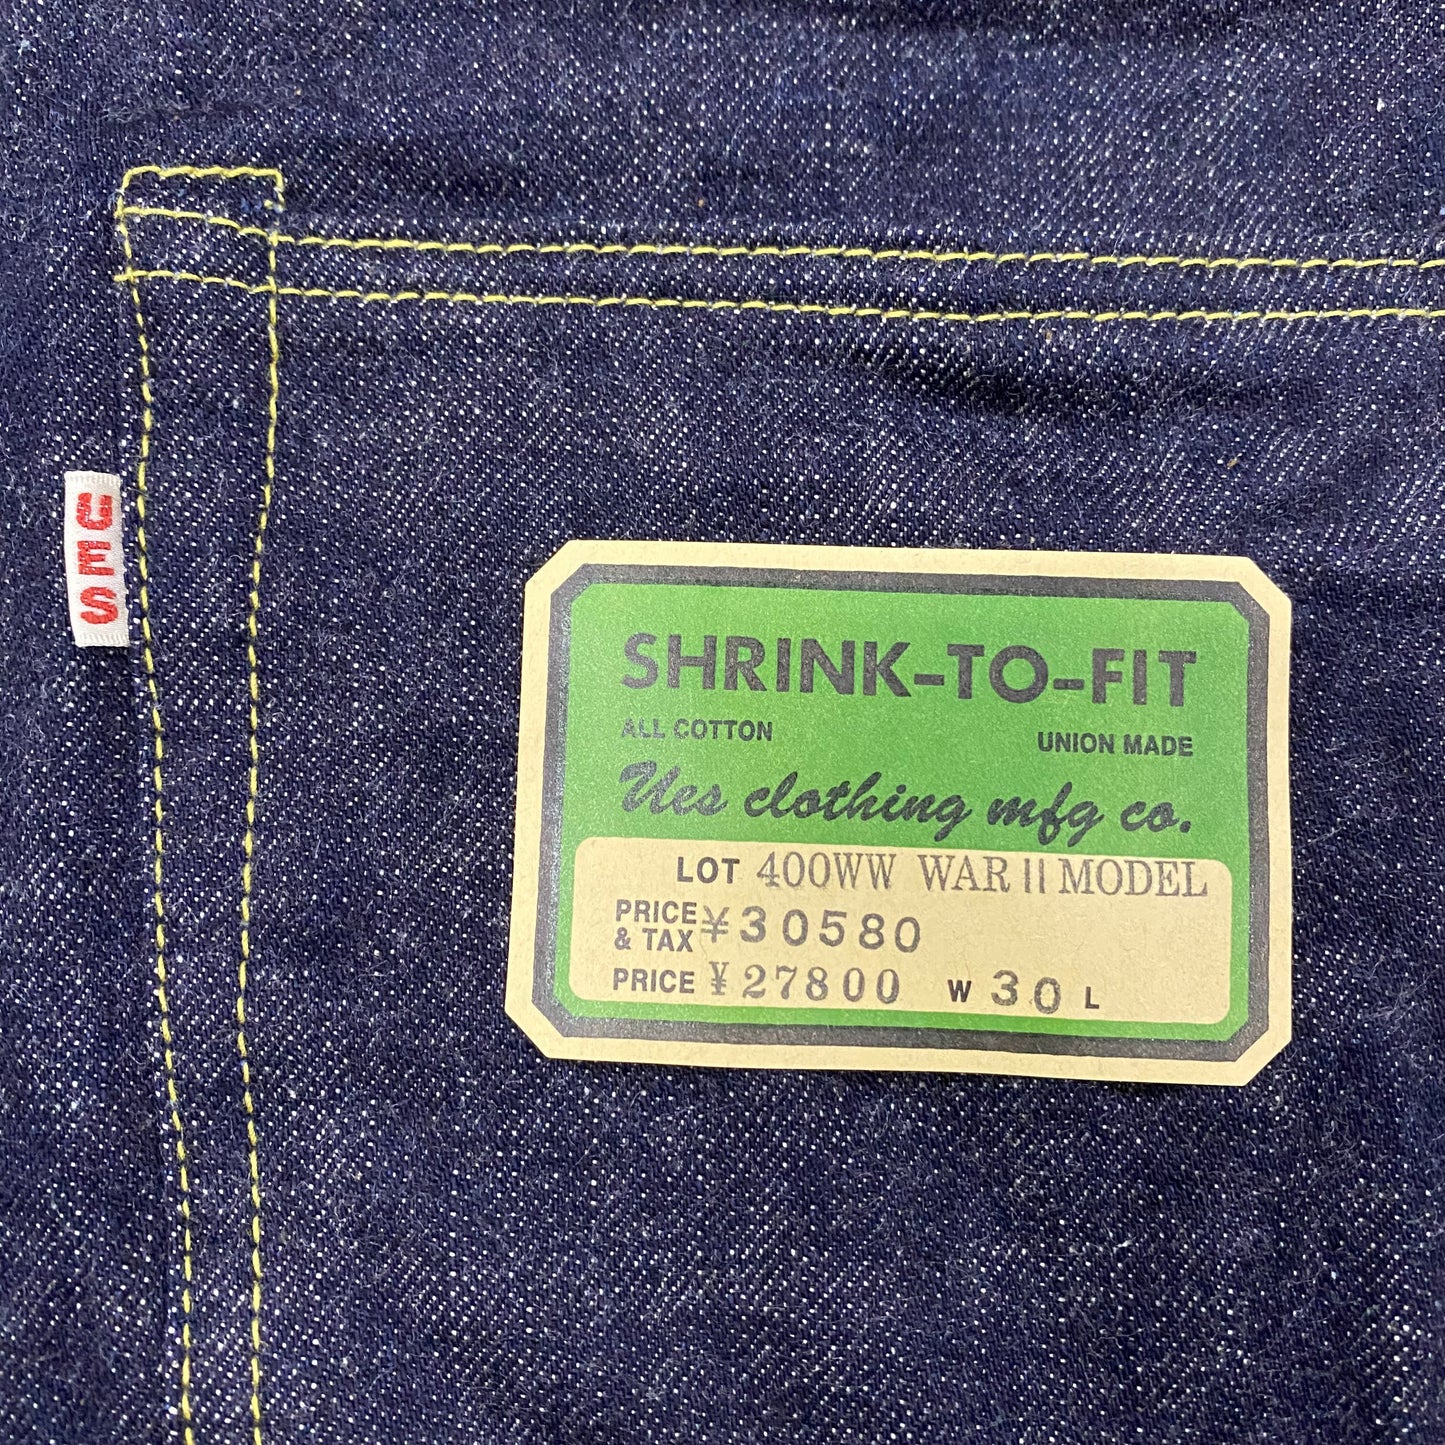 UES
SHRINK-TO-FIT
ALL COTTON UNION MADE
Ues clothing mfg co.
LOT 400WW WAR II MODEL
PRICE & TAX ¥30580
PRICE ¥27800 W 30 L